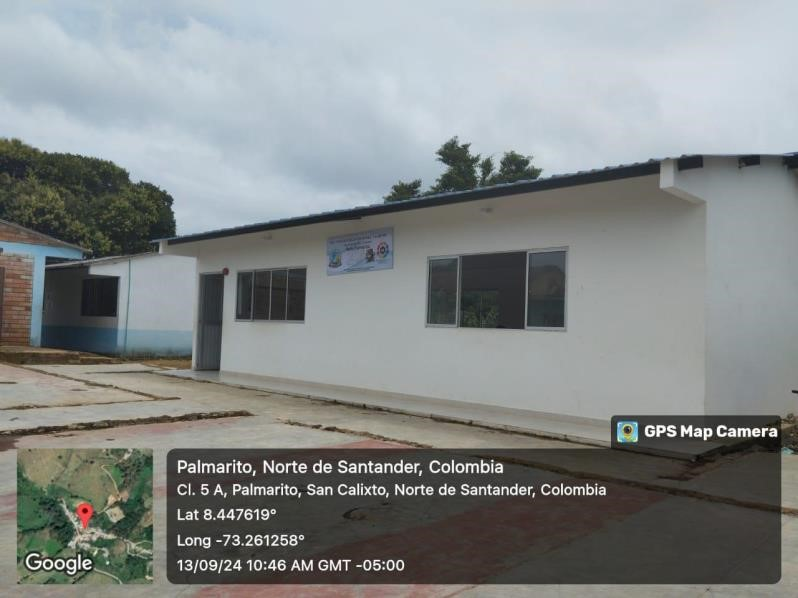 GPS Map Camera
Palmarito, Norte de Santander, Colombia
Cl. 5 A, Palmarito, San Calixto, Norte de Santander, Colombia
Lat 8.447619°
Long -73.261258°
13/09/24 10:46 AM GMT -05:00
Google